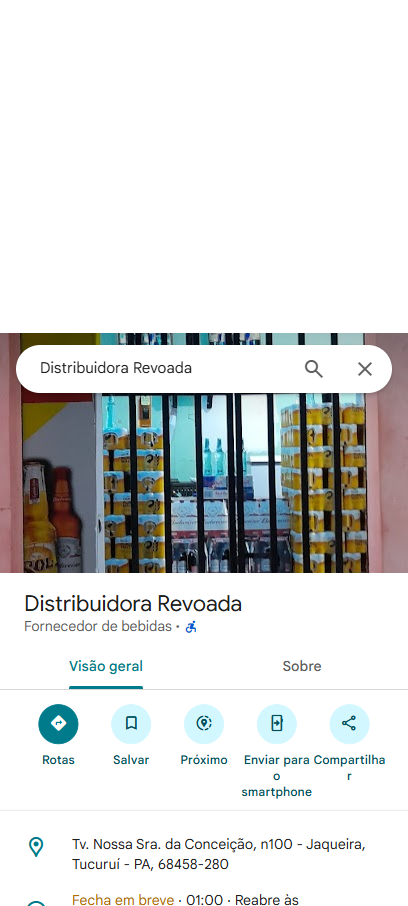 Distribuidora Revoada
Distribuidora Revoada
Fornecedor de bebidas ·
Visão geral
Sobre
Rotas
Salvar
Próximo
Enviar para
o
smartphone
Compartilha
r
Tv. Nossa Sra. da Conceição, n100 - Jaqueira,
Tucuruí - PA, 68458-280
Fecha em breve · 01:00 · Reabre às